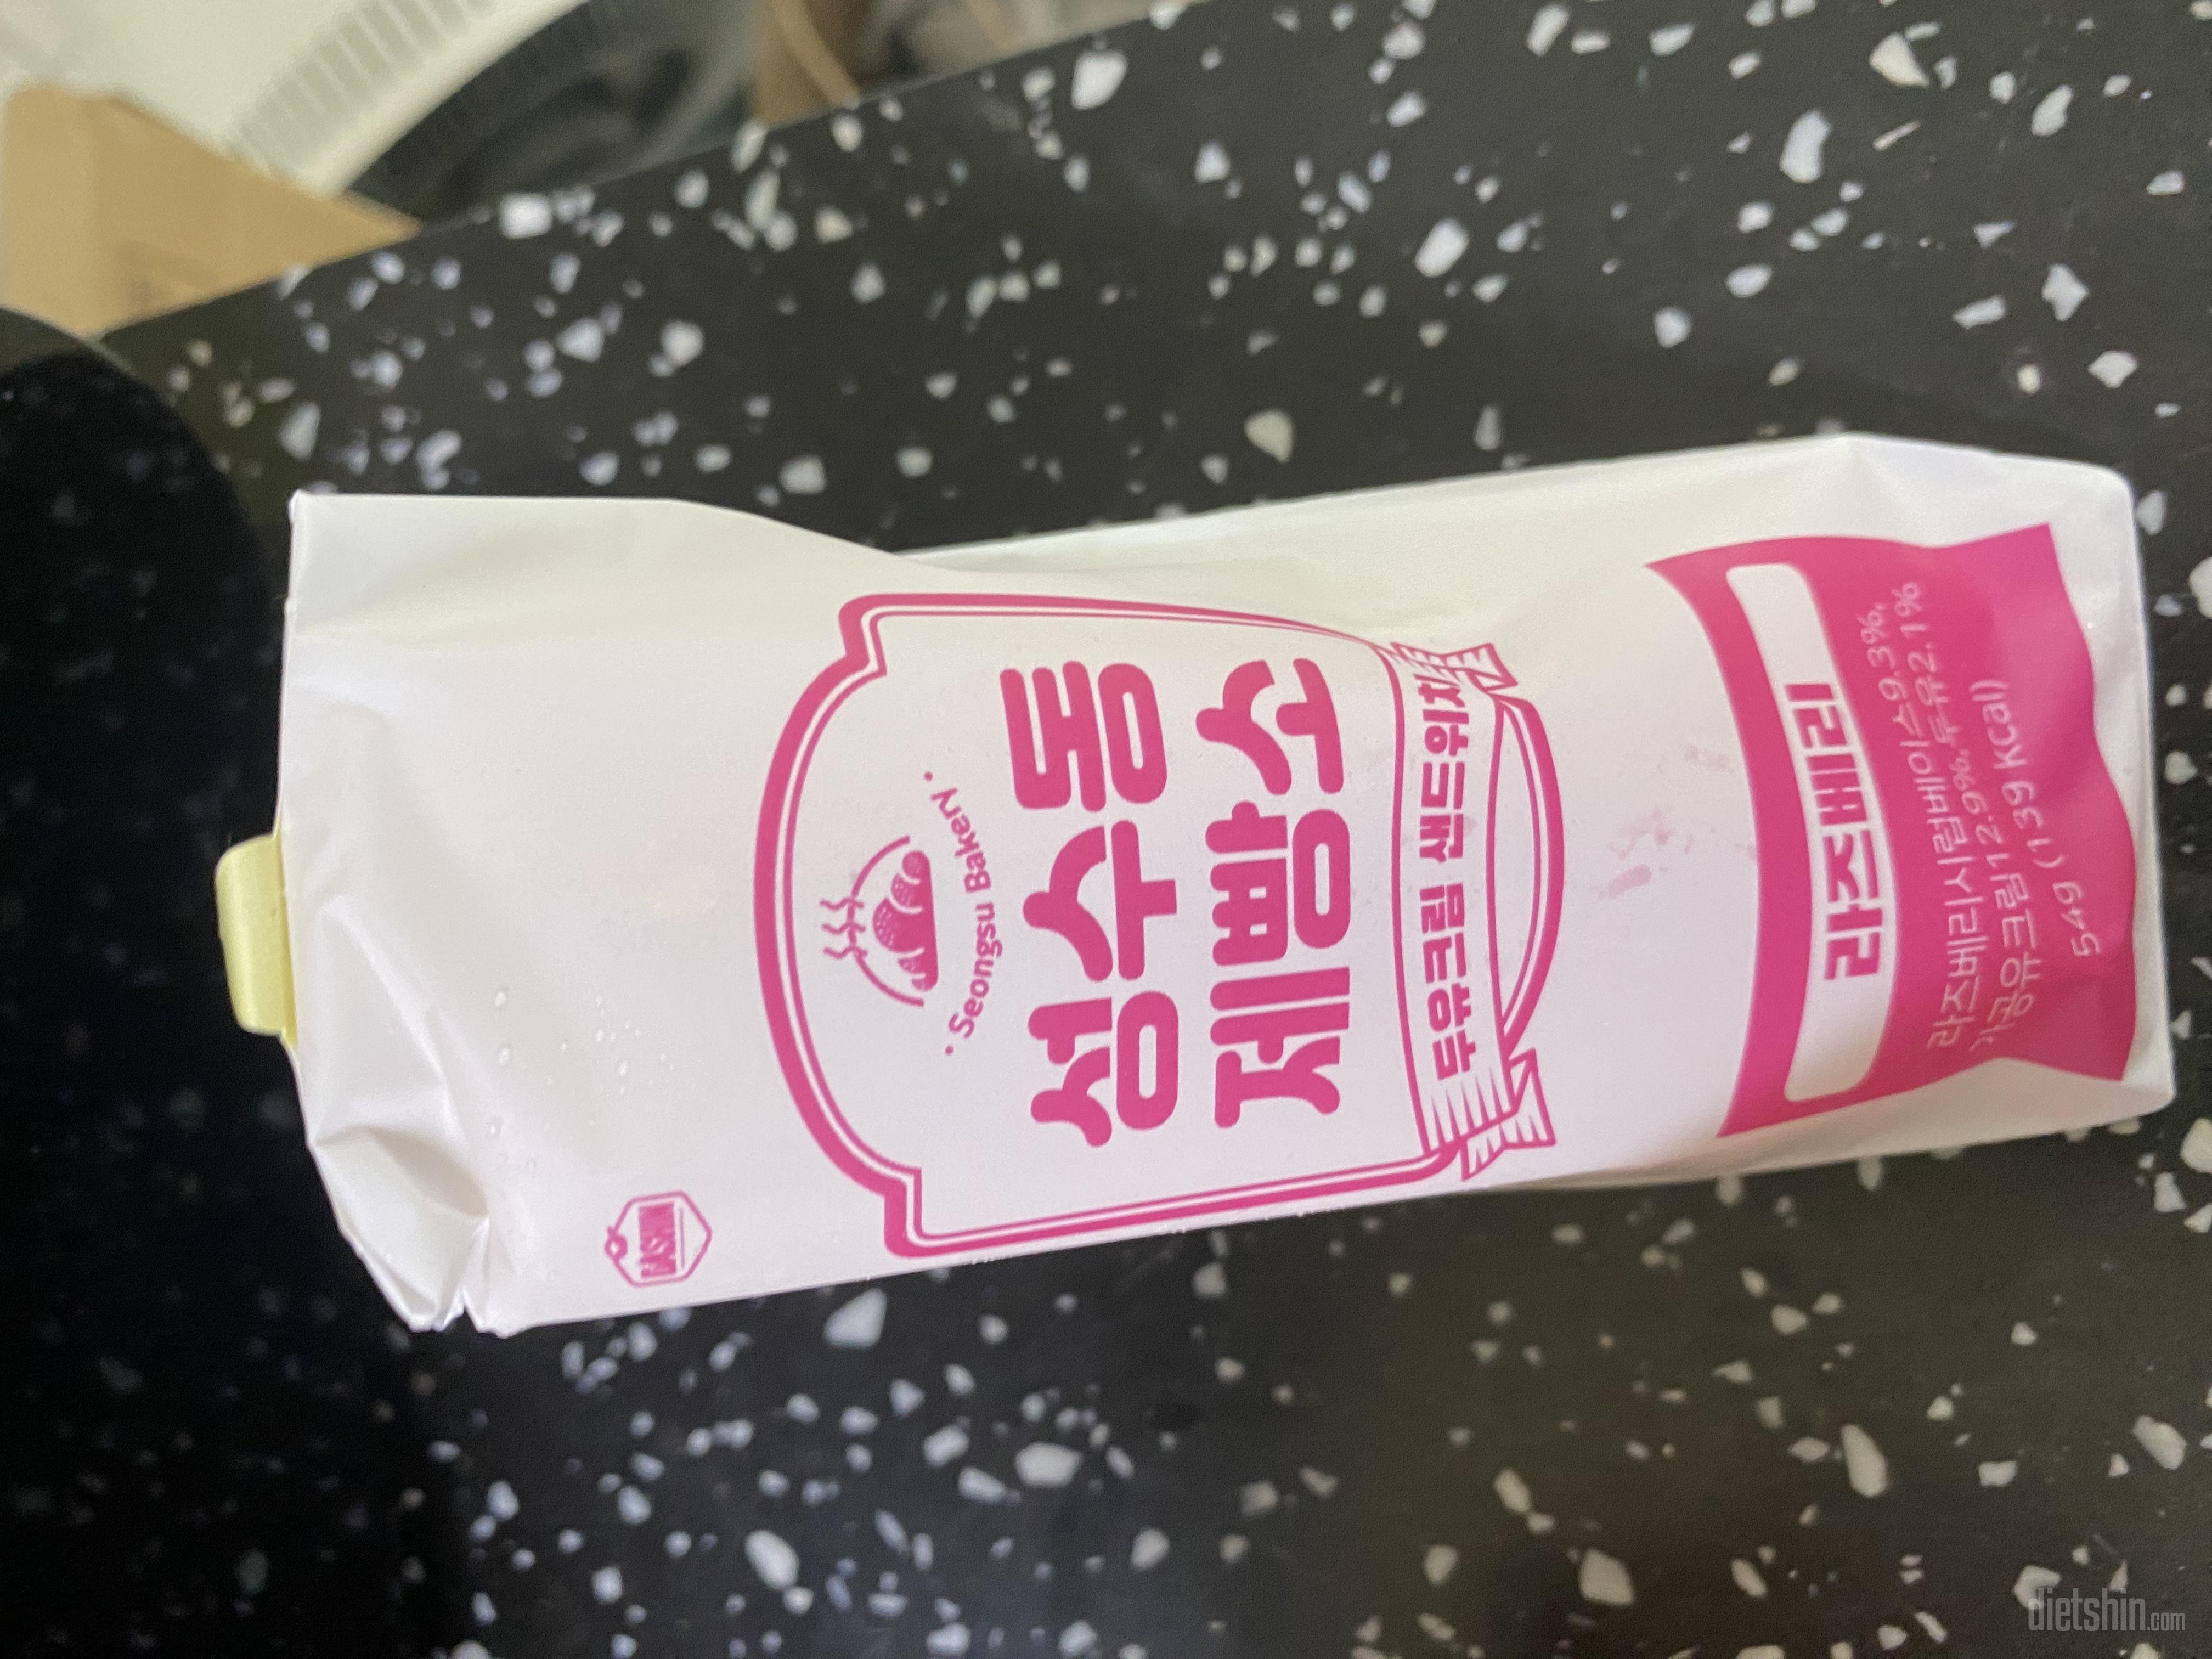 · Seongsu Bakery ·
성수동
제빵소
두유크림 샌드위치
라즈베리
라즈베리시럽베이스9.3%,
가공유크림12.9%, 두유2.1%
54g (139 kcal)
dietshin.com